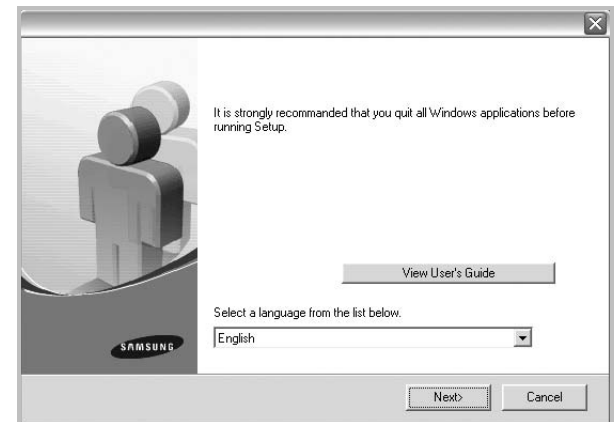 It is strongly recommanded that you quit all Windows applications before
running Setup.
View User's Guide
Select a language from the list below.
English
SAMSUNG
Next>
Cancel